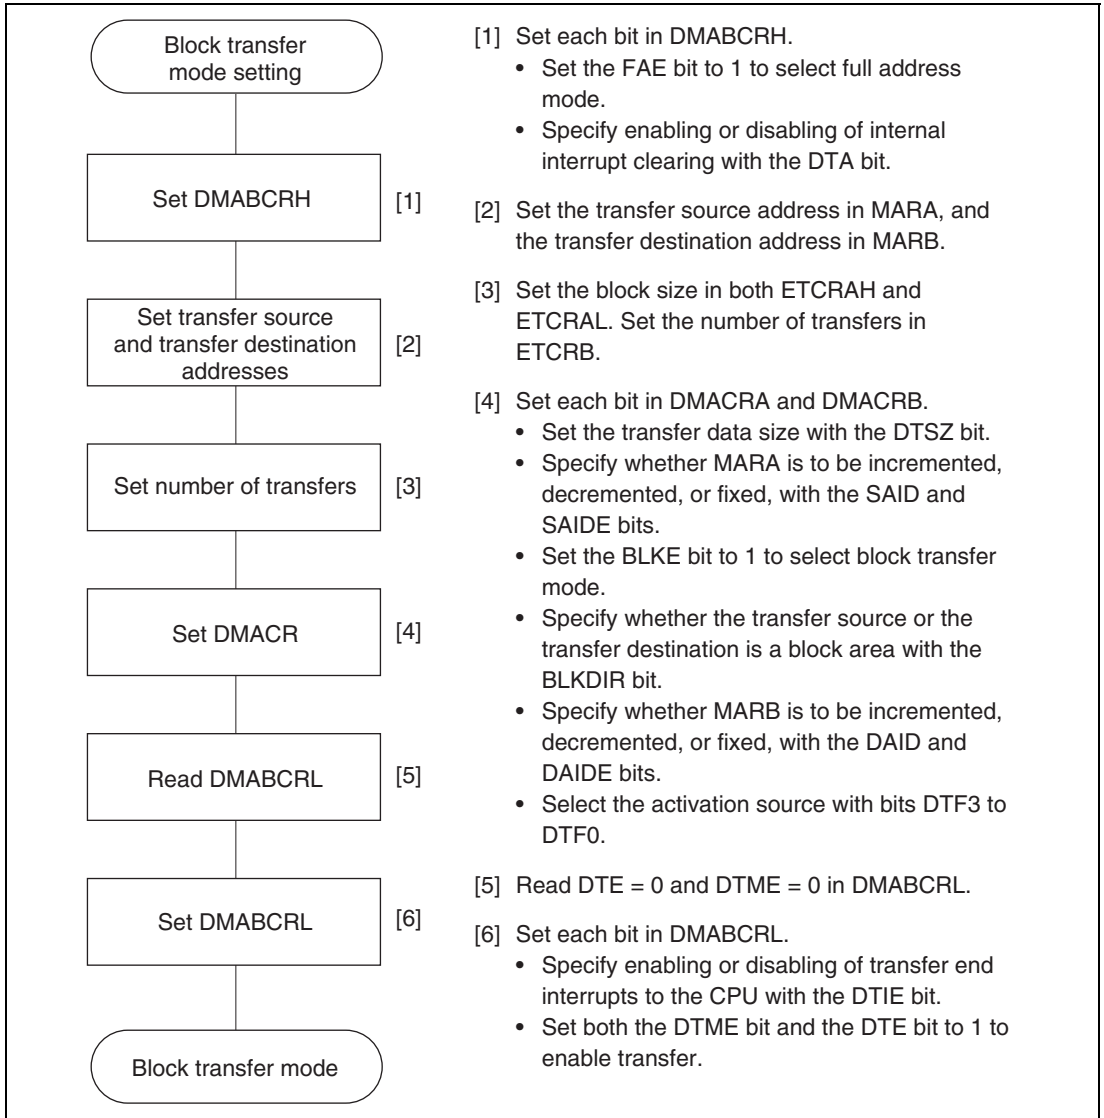 Block transfer
mode setting
Set DMABCRH
[1]
Set transfer source
and transfer destination
addresses
[2]
Set number of transfers
[3]
Set DMACR
[4]
Read DMABCRL
[5]
Set DMABCRL
[6]
Block transfer mode
[1] Set each bit in DMABCRH.
• Set the FAE bit to 1 to select full address
mode.
• Specify enabling or disabling of internal
interrupt clearing with the DTA bit.
[2] Set the transfer source address in MARA, and
the transfer destination address in MARB.
[3] Set the block size in both ETCRAH and
ETCRAL. Set the number of transfers in
ETCRB.
[4] Set each bit in DMACRA and DMACRB.
• Set the transfer data size with the DTSZ bit.
• Specify whether MARA is to be incremented,
decremented, or fixed, with the SAID and
SAIDE bits.
• Set the BLKE bit to 1 to select block transfer
mode.
• Specify whether the transfer source or the
transfer destination is a block area with the
BLKDIR bit.
• Specify whether MARB is to be incremented,
decremented, or fixed, with the DAID and
DAIDE bits.
• Select the activation source with bits DTF3 to
DTF0.
[5] Read DTE = 0 and DTME = 0 in DMABCRL.
[6] Set each bit in DMABCRL.
• Specify enabling or disabling of transfer end
interrupts to the CPU with the DTIE bit.
• Set both the DTME bit and the DTE bit to 1 to
enable transfer.